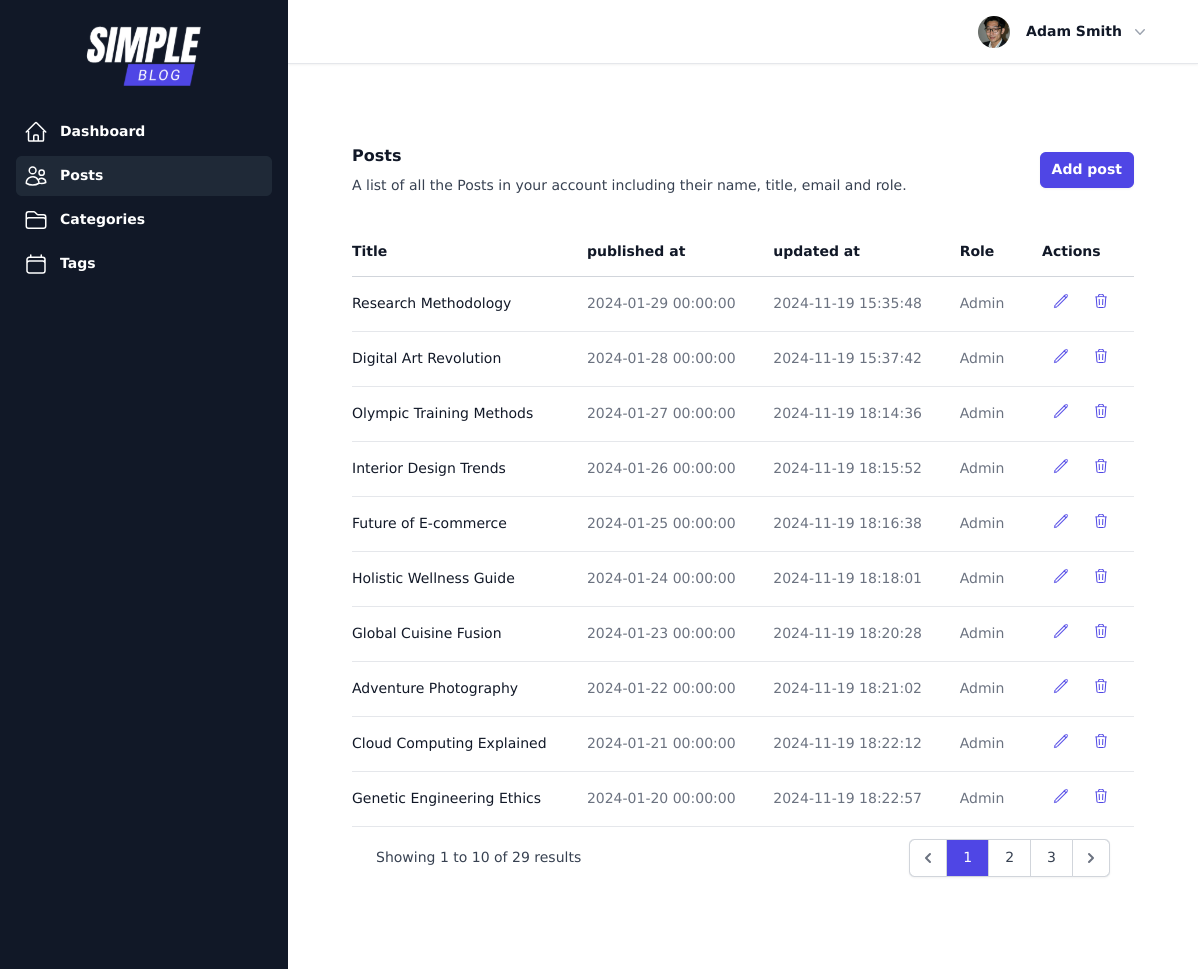 SIMPLE
BLOG
Adam Smith
Dashboard
Posts
Categories
Tags
Posts
A list of all the Posts in your account including their name, title, email and role.
Add post
Title published at updated at Role Actions
Research Methodology 2024-01-29 00:00:00 2024-11-19 15:35:48 Admin
Digital Art Revolution 2024-01-28 00:00:00 2024-11-19 15:37:42 Admin
Olympic Training Methods 2024-01-27 00:00:00 2024-11-19 18:14:36 Admin
Interior Design Trends 2024-01-26 00:00:00 2024-11-19 18:15:52 Admin
Future of E-commerce 2024-01-25 00:00:00 2024-11-19 18:16:38 Admin
Holistic Wellness Guide 2024-01-24 00:00:00 2024-11-19 18:18:01 Admin
Global Cuisine Fusion 2024-01-23 00:00:00 2024-11-19 18:20:28 Admin
Adventure Photography 2024-01-22 00:00:00 2024-11-19 18:21:02 Admin
Cloud Computing Explained 2024-01-21 00:00:00 2024-11-19 18:22:12 Admin
Genetic Engineering Ethics 2024-01-20 00:00:00 2024-11-19 18:22:57 Admin
Showing 1 to 10 of 29 results 1 2 3